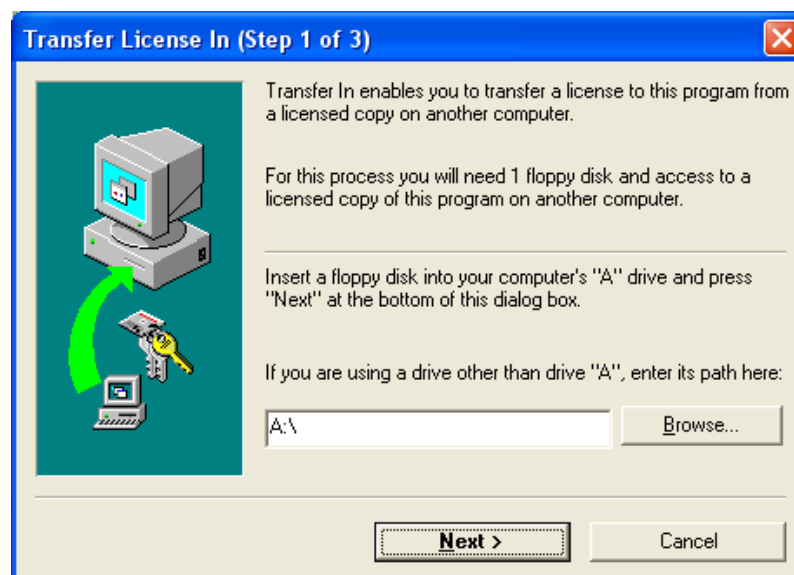 Transfer License In (Step 1 of 3)
Transfer In enables you to transfer a license to this program from
a licensed copy on another computer.
For this process you will need 1 floppy disk and access to a
licensed copy of this program on another computer.
Insert a floppy disk into your computer's "A" drive and press
"Next" at the bottom of this dialog box.
If you are using a drive other than drive "A", enter its path here:
A:\
Browse...
Next >
Cancel